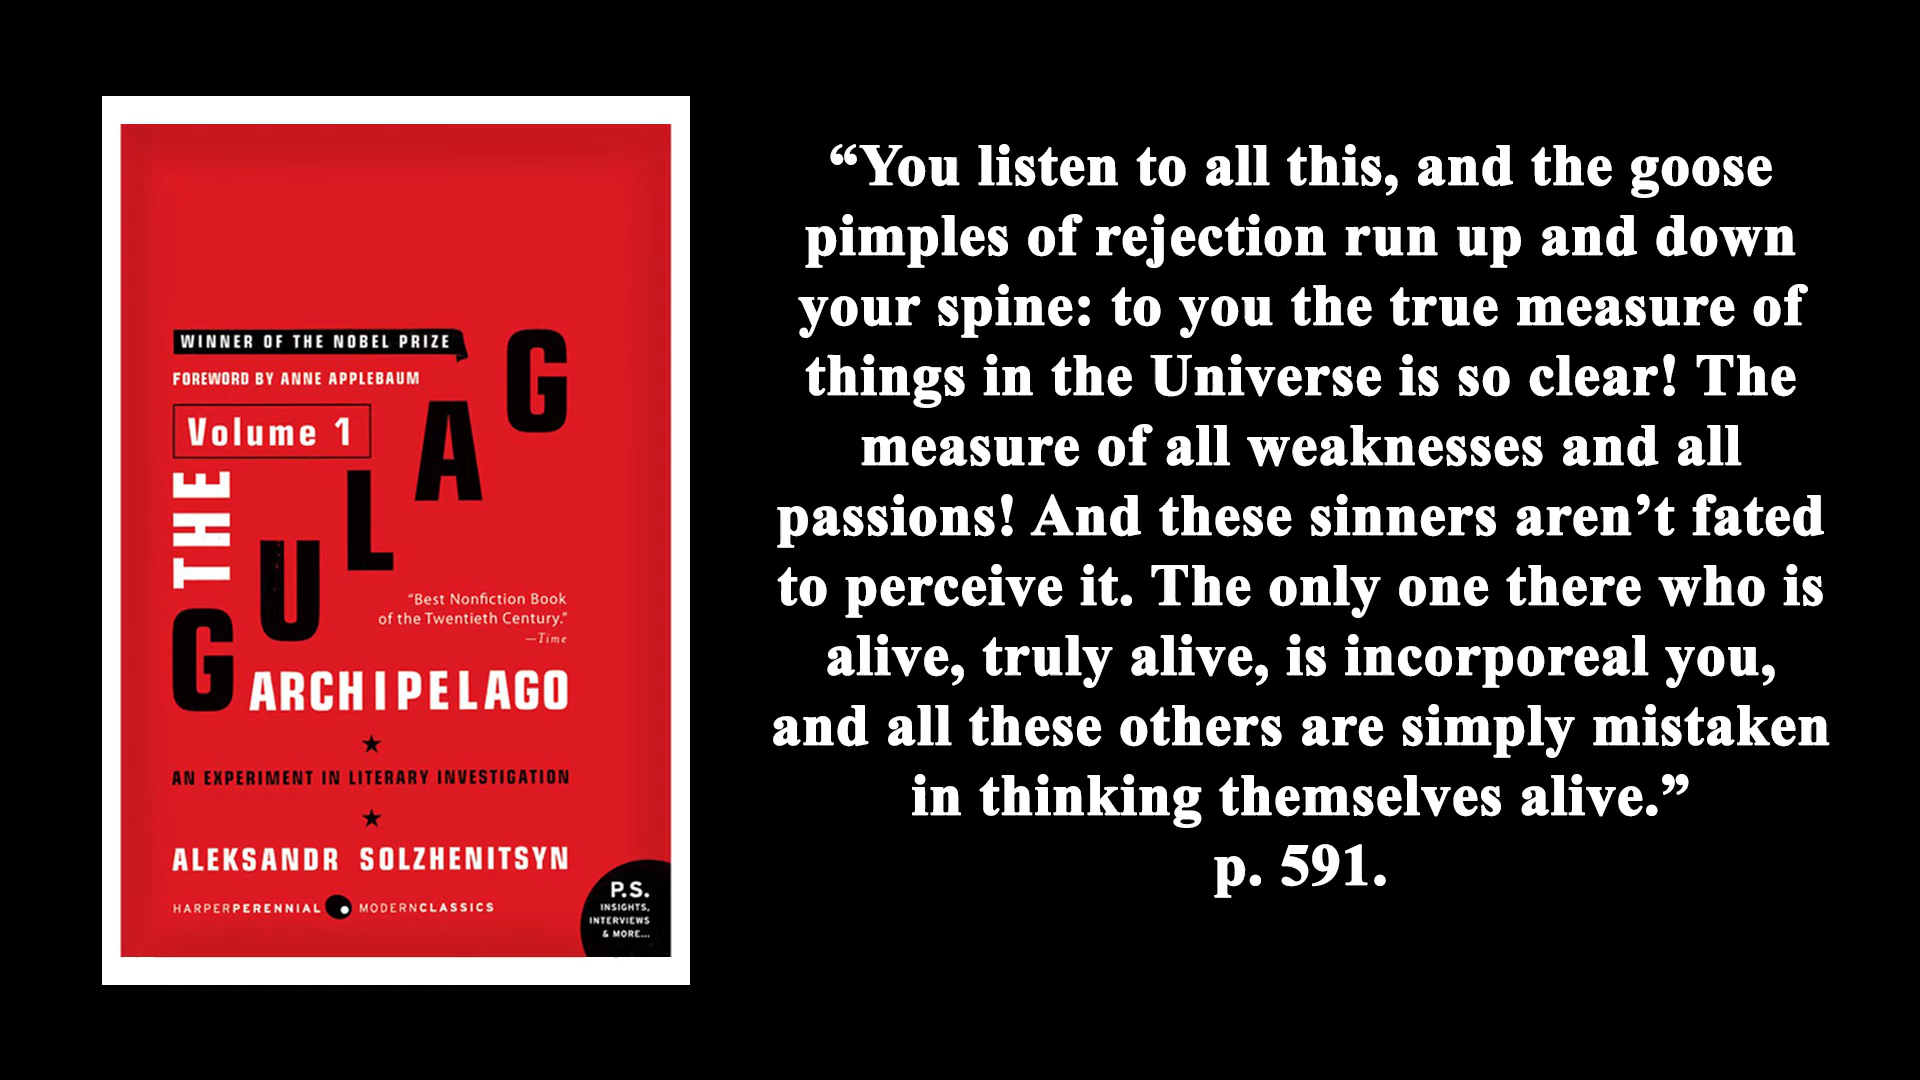 WINNER OF THE NOBEL PRIZE
FOREWORD BY ANNE APPLEBAUM
Volume 1
THE
GULAG
ARCHIPELAGO
AN EXPERIMENT IN LITERARY INVESTIGATION
"Best Nonfiction Book
of the Twentieth Century."
—Time
ALEKSANDR SOLZHENITSYN
HARPERPERENNIAL MODERNCLASSICS
P.S.
INSIGHTS,
INTERVIEWS
& MORE...
“You listen to all this, and the goose
pimples of rejection run up and down
your spine: to you the true measure of
things in the Universe is so clear! The
measure of all weaknesses and all
passions! And these sinners aren’t fated
to perceive it. The only one there who is
alive, truly alive, is incorporeal you,
and all these others are simply mistaken
in thinking themselves alive.”
p. 591.